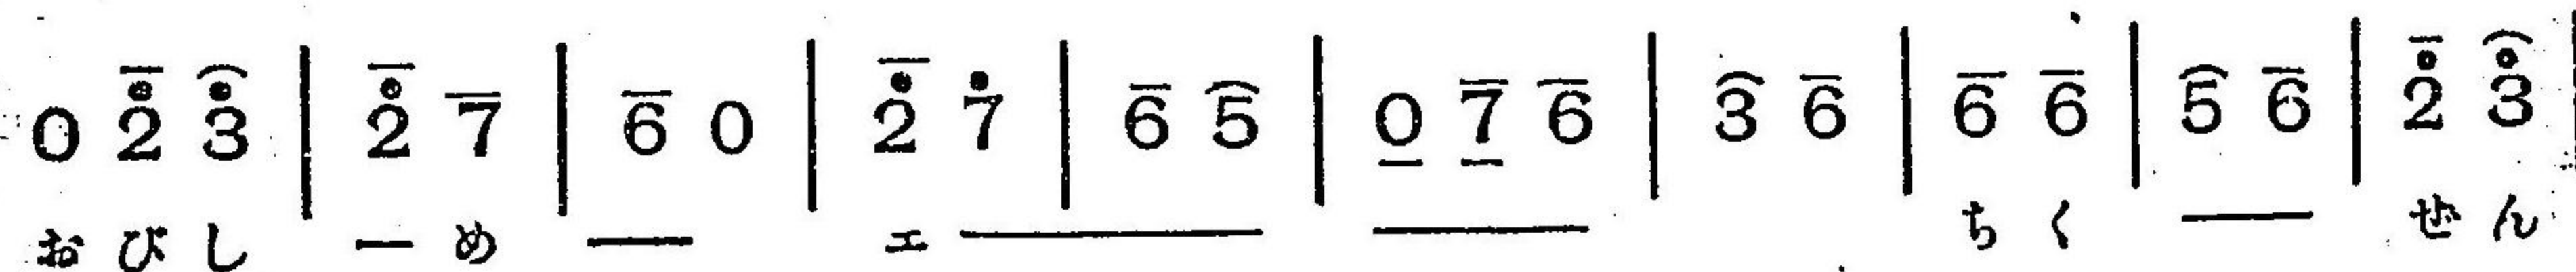 0 2̇ 3̇ | 2̇ 7 | 6 0 | 2̇ 7̇ | 6 5 | 0 7 6 | 3 6 | 6 6 | 5 6 | 2̇ 3̇
おびし ー め ー エ ー ー ちく ー せん